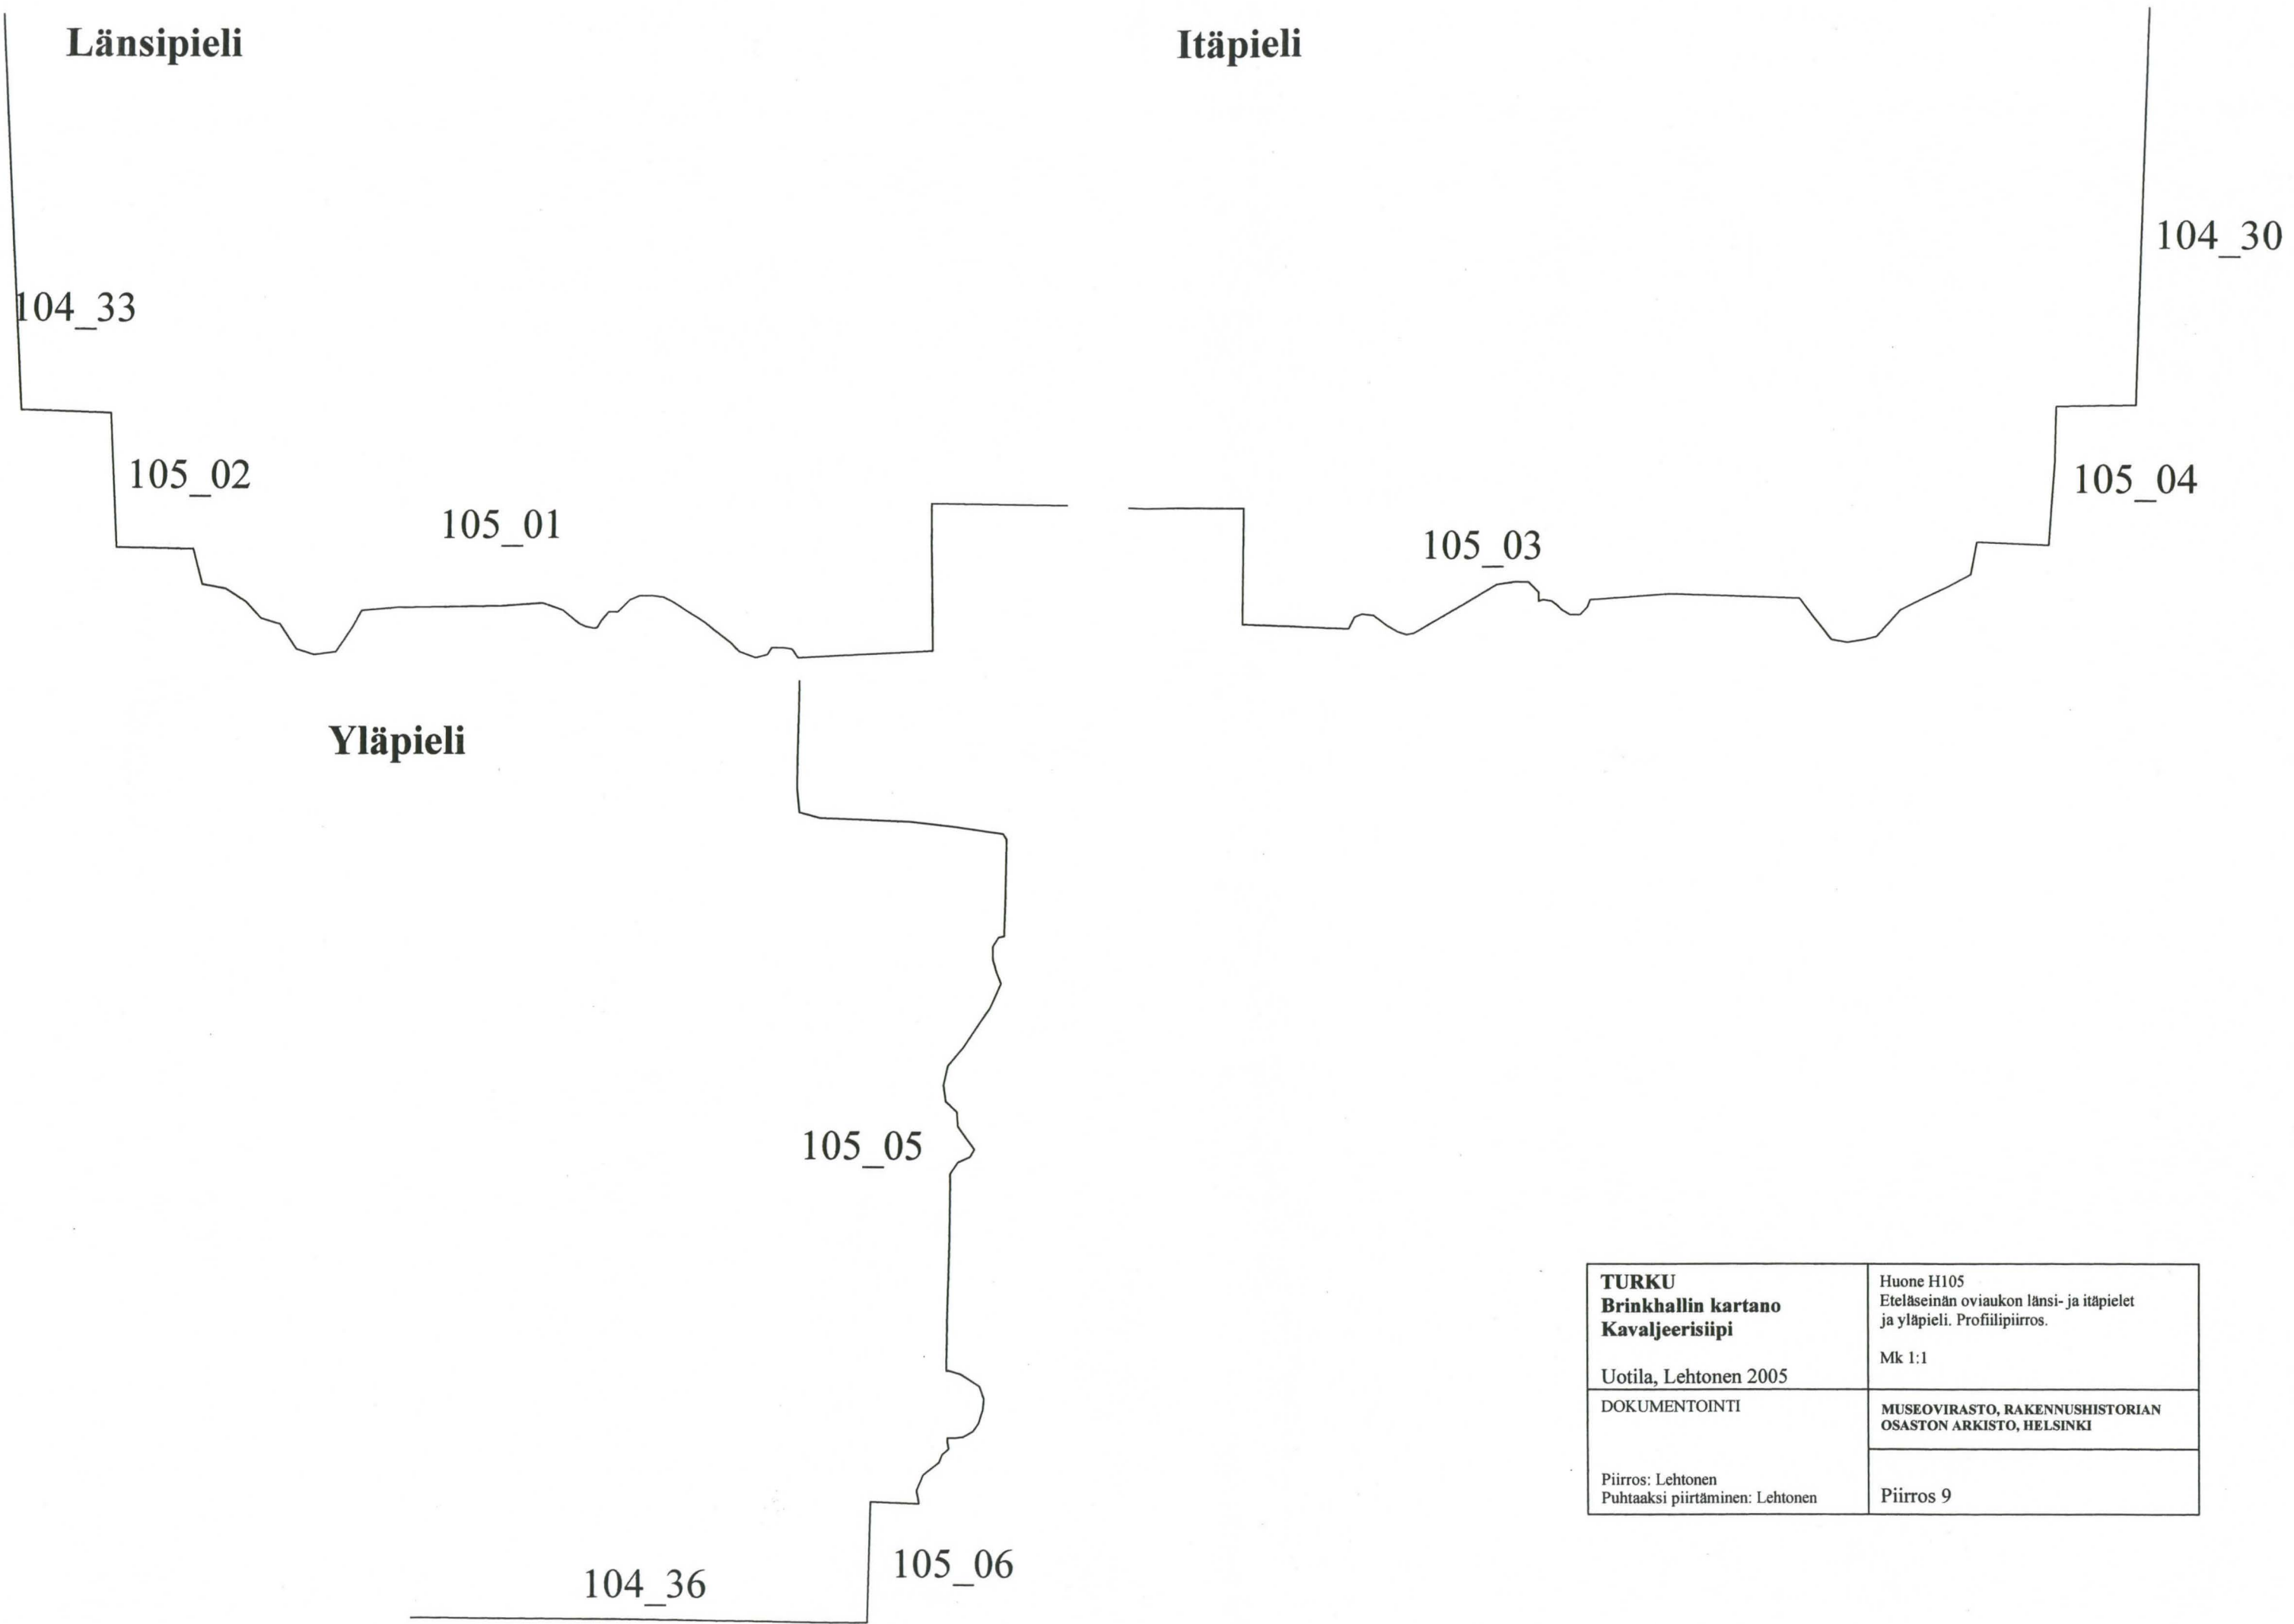 Länsipieli
Itäpieli
104_30
104_33
105_02
105_04
105_01
105_03
Yläpieli
105_05
104_36
105_06
TURKU
Brinkhallin kartano
Kavaljeerisiipi
Uotila, Lehtonen 2005
Huone H105
Eteläseinän oviaukon länsi- ja itäpielet
ja yläpieli. Profiilipiirros.
Mk 1:1
DOKUMENTOINTI
Piirros: Lehtonen
Puhtaaksi piirtäminen: Lehtonen
MUSEOVIRASTO, RAKENNUSHISTORIAN
OSASTON ARKISTO, HELSINKI
Piirros 9